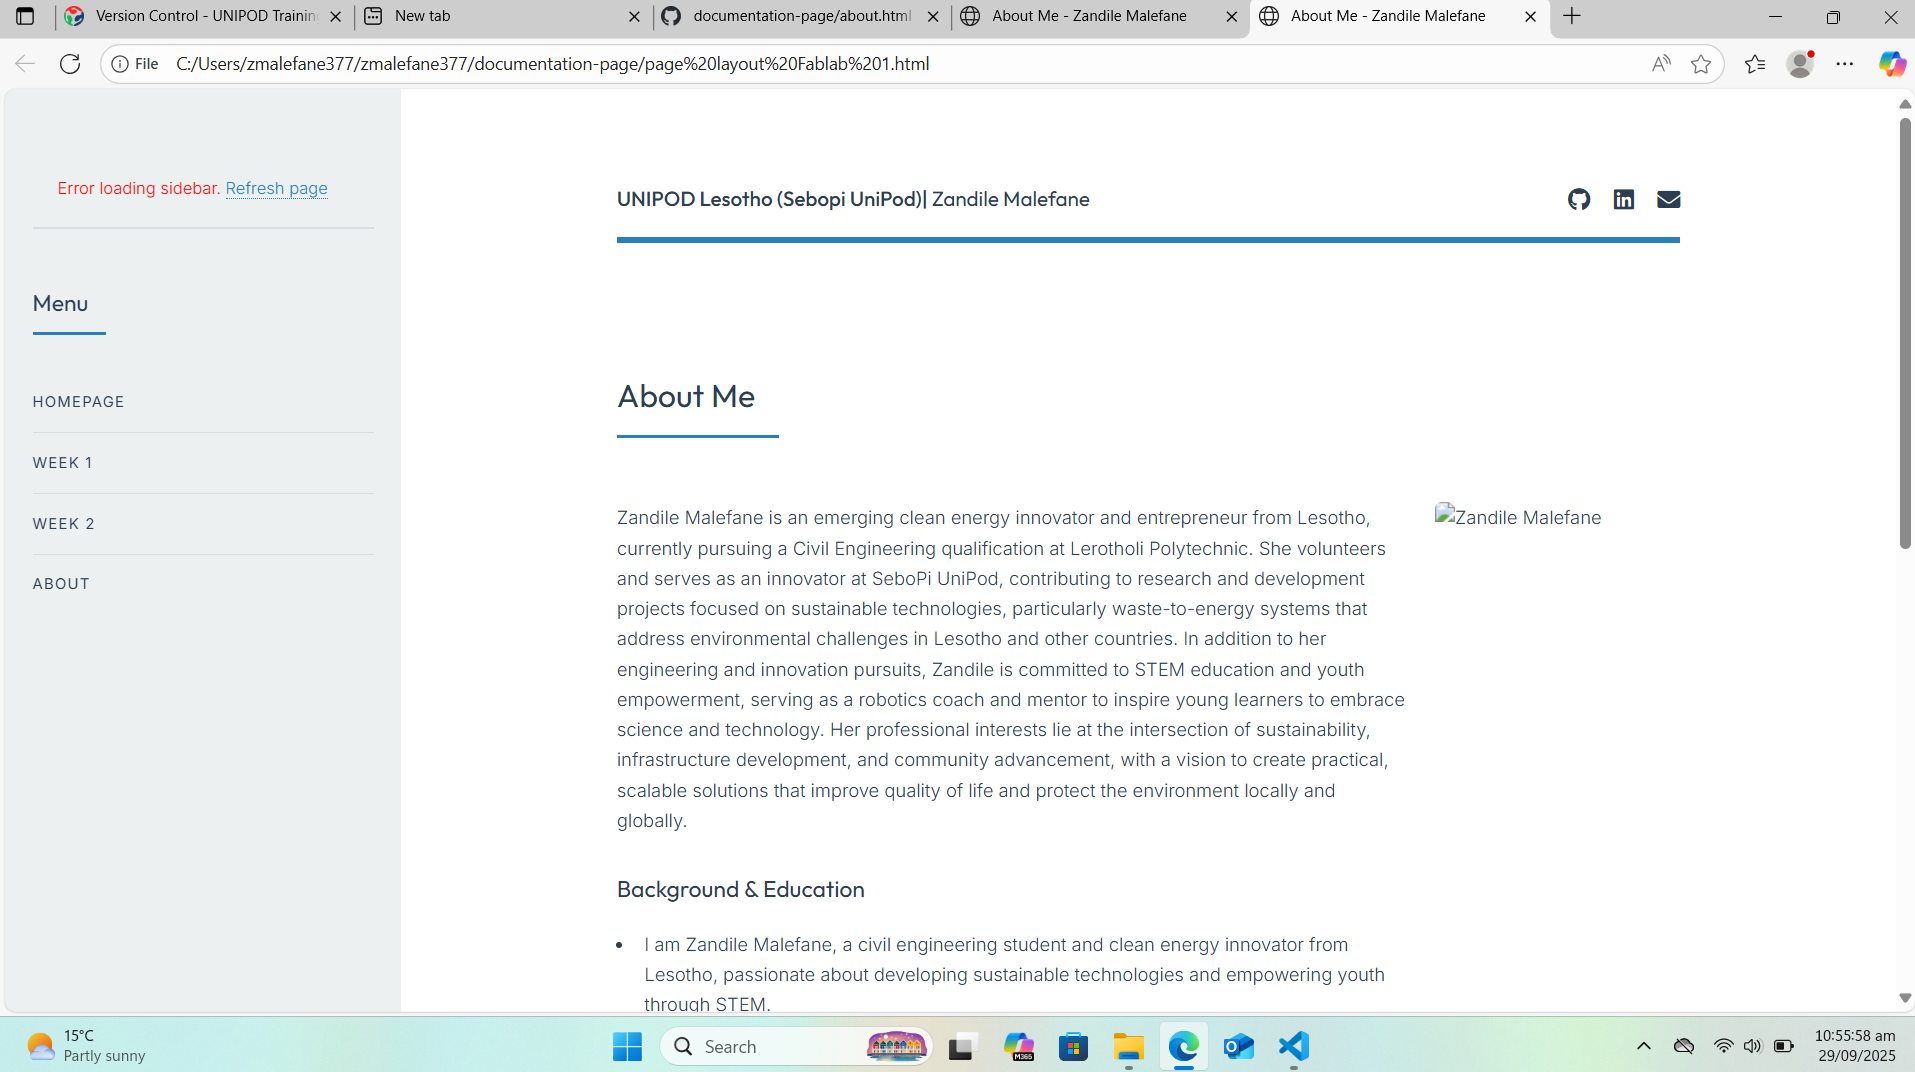 Version Control - UNIPOD Training
New tab
documentation-page/about.html
About Me - Zandile Malefane
About Me - Zandile Malefane
File
C:/Users/zmalefane377/zmalefane377/documentation-page/page%20layout%20Fablab%201.html
Error loading sidebar. Refresh page
Menu
HOMEPAGE
WEEK 1
WEEK 2
ABOUT
UNIPOD Lesotho (Sebopi UniPod)| Zandile Malefane
About Me
Zandile Malefane is an emerging clean energy innovator and entrepreneur from Lesotho,
currently pursuing a Civil Engineering qualification at Lerotholi Polytechnic. She volunteers
and serves as an innovator at SeboPi UniPod, contributing to research and development
projects focused on sustainable technologies, particularly waste-to-energy systems that
address environmental challenges in Lesotho and other countries. In addition to her
engineering and innovation pursuits, Zandile is committed to STEM education and youth
empowerment, serving as a robotics coach and mentor to inspire young learners to embrace
science and technology. Her professional interests lie at the intersection of sustainability,
infrastructure development, and community advancement, with a vision to create practical,
scalable solutions that improve quality of life and protect the environment locally and
globally.
Zandile Malefane
Background & Education
• I am Zandile Malefane, a civil engineering student and clean energy innovator from
Lesotho, passionate about developing sustainable technologies and empowering youth
through STEM.
15°C
Partly sunny
Search
M365
10:55:58 am
29/09/2025